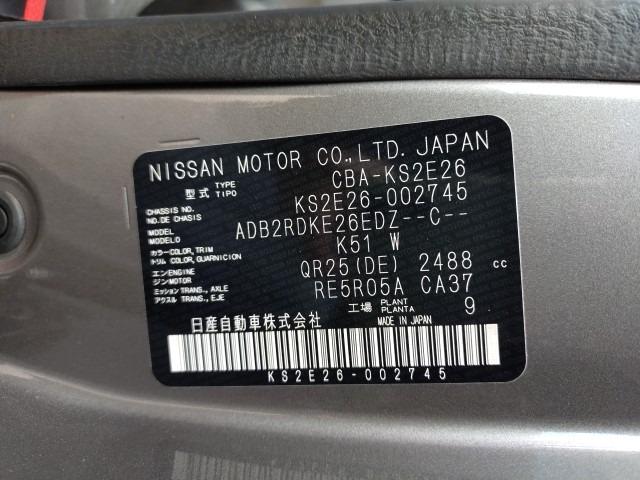 NISSAN MOTOR CO.,LTD. JAPAN
型式 TYPE TIPO CBA-KS2E26
CHASSIS NO. NO.DE CHASIS KS2E26-002745
MODEL MODELO ADB2RDKE26EDZ--C--
カラー COLOR,TRIM トリム COLOR,GUARNICION K51 W
エンジン ENGINE ジン MOTOR QR25(DE) 2488 cc
ミッション TRANS., AXLE アクスル TRANS., EJE RE5R05A CA37
工場 PLANT PLANTA 9
日産自動車株式会社 MADE IN JAPAN
KS2E26-002745